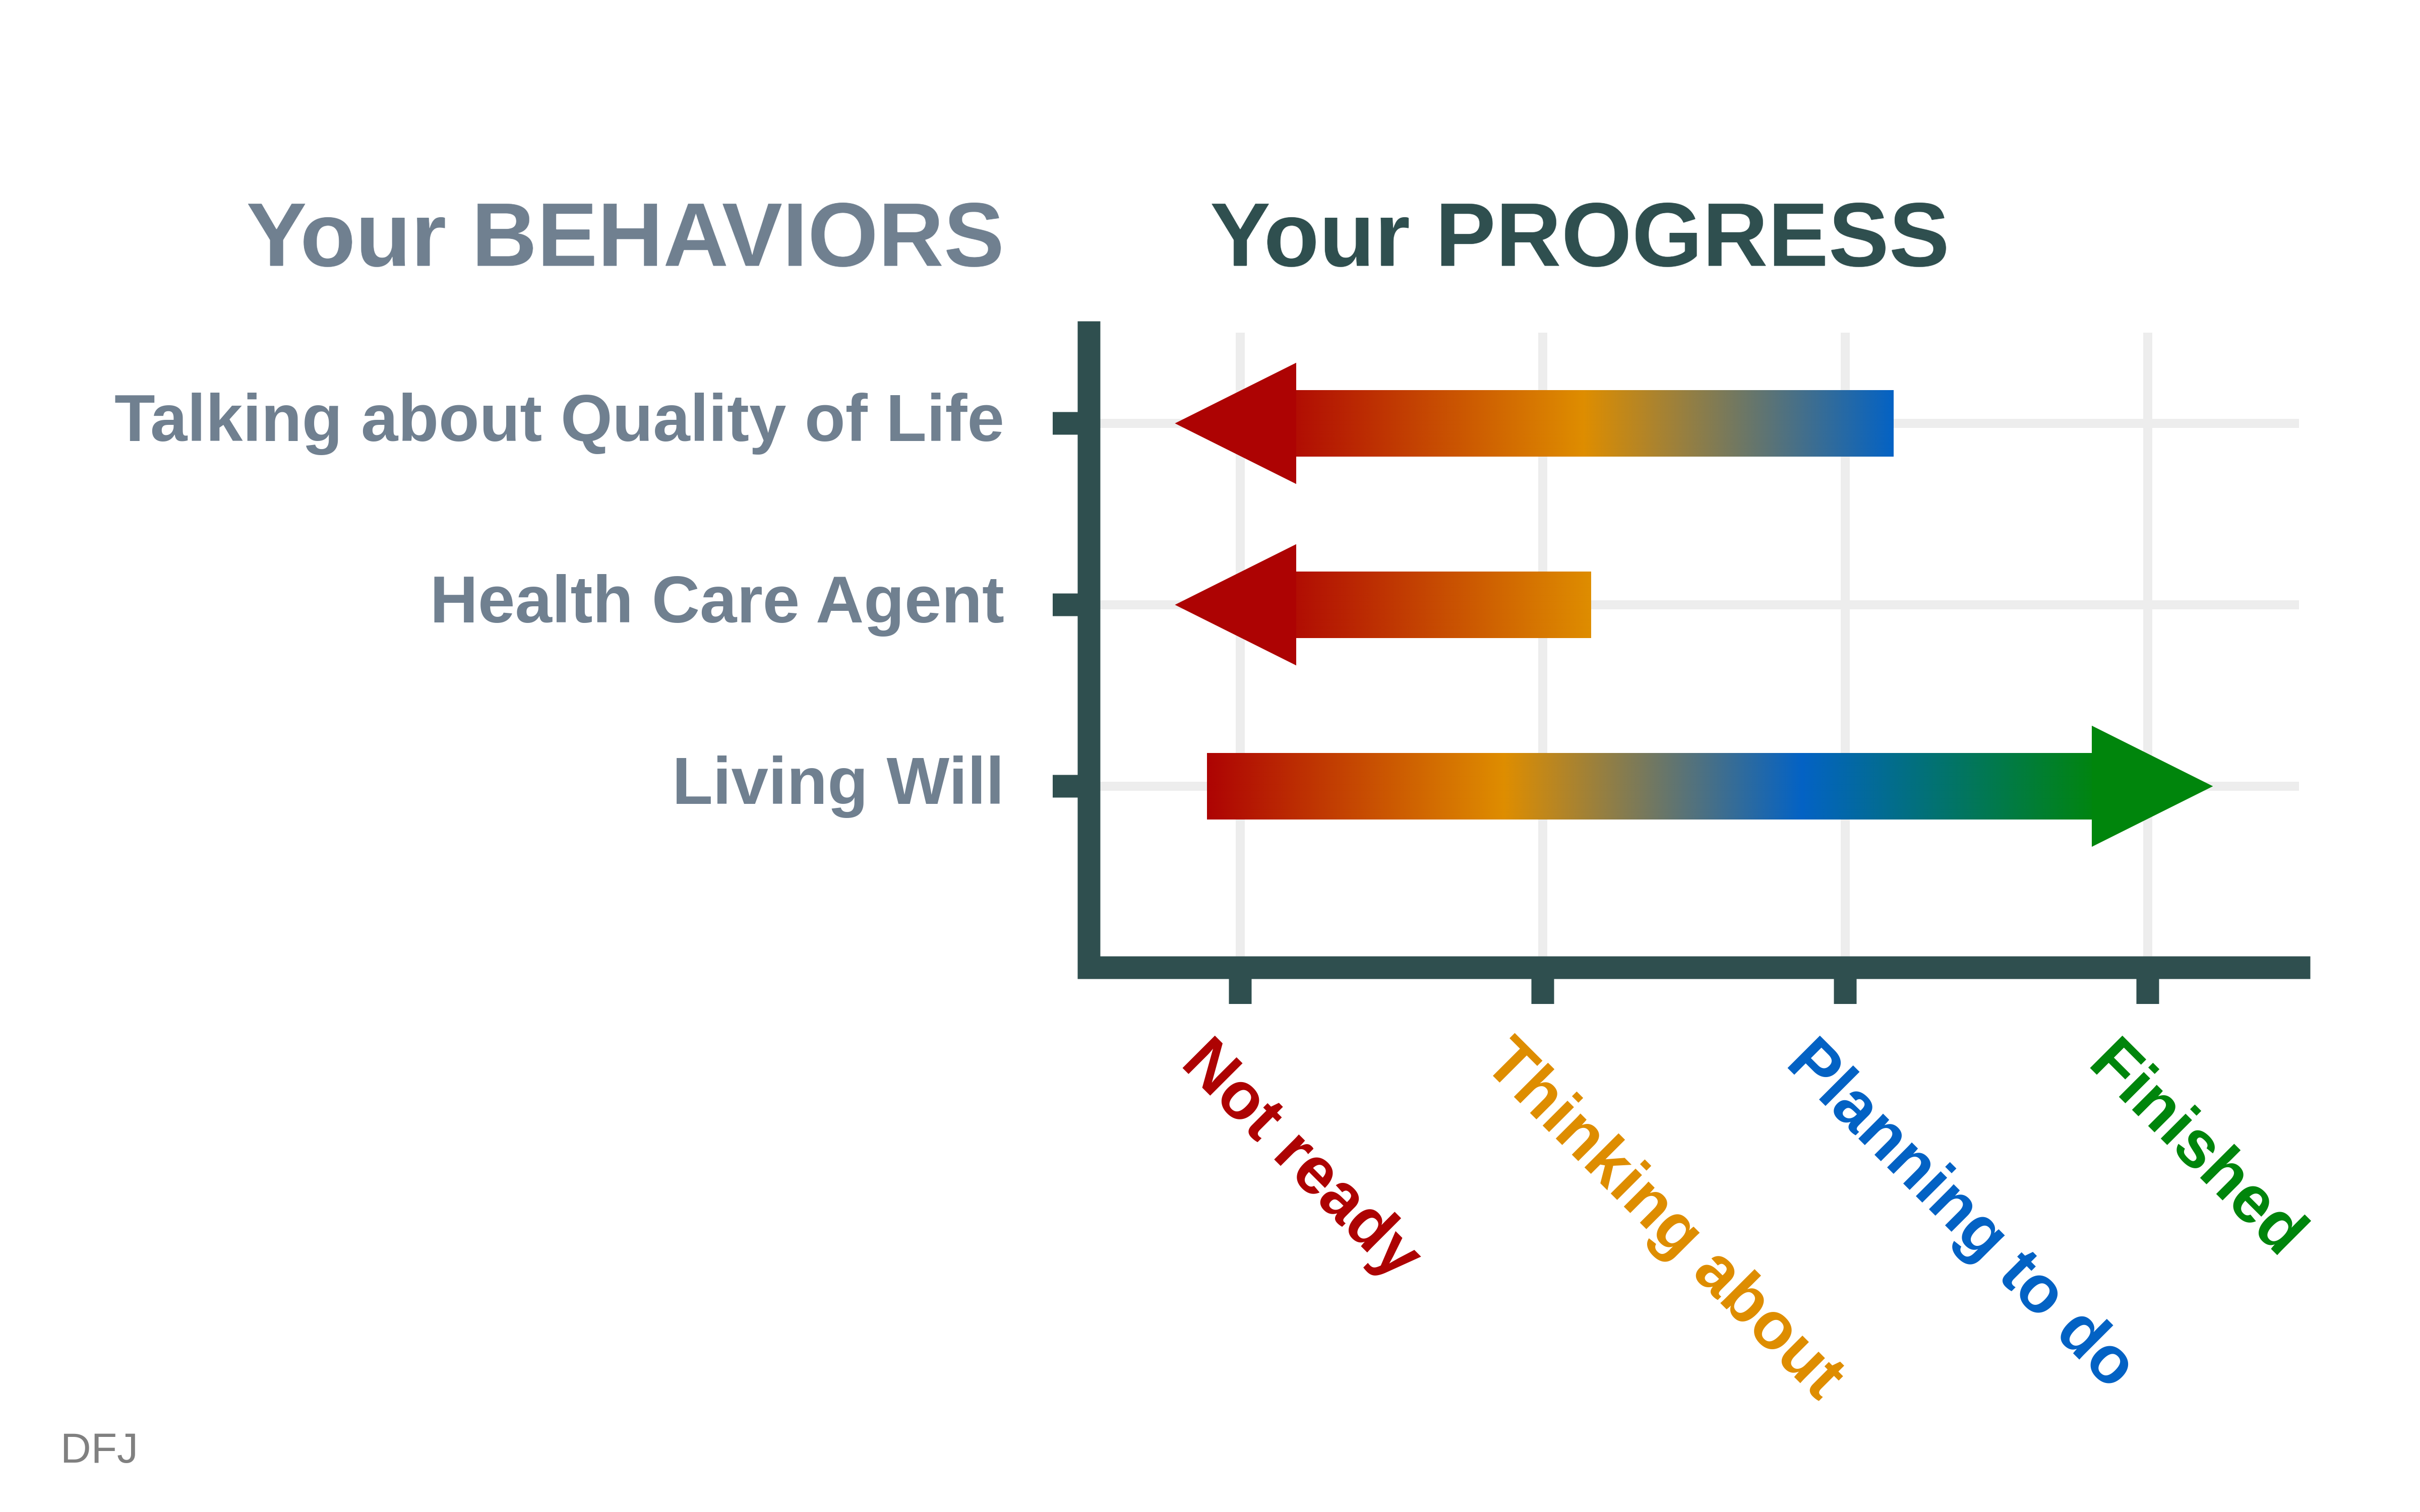 Your BEHAVIORS
Your PROGRESS
Talking about Quality of Life
Health Care Agent
Living Will
Not ready
Thinking about
Planning to do
Finished
DFJ